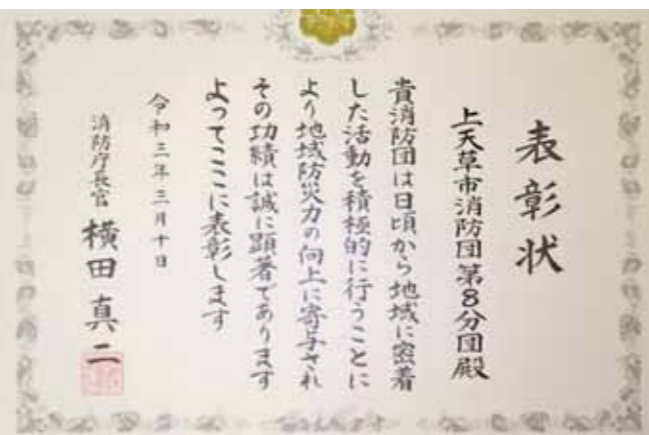 表彰状
上天草市消防団第8分団殿
貴消防団は日頃から地域に密着
した活動を積極的に行うことに
より地域防災力の向上に寄与され
その功績は誠に顕著であります
よってここに表彰します
令和三年三月十日
消防庁長官 横田真二